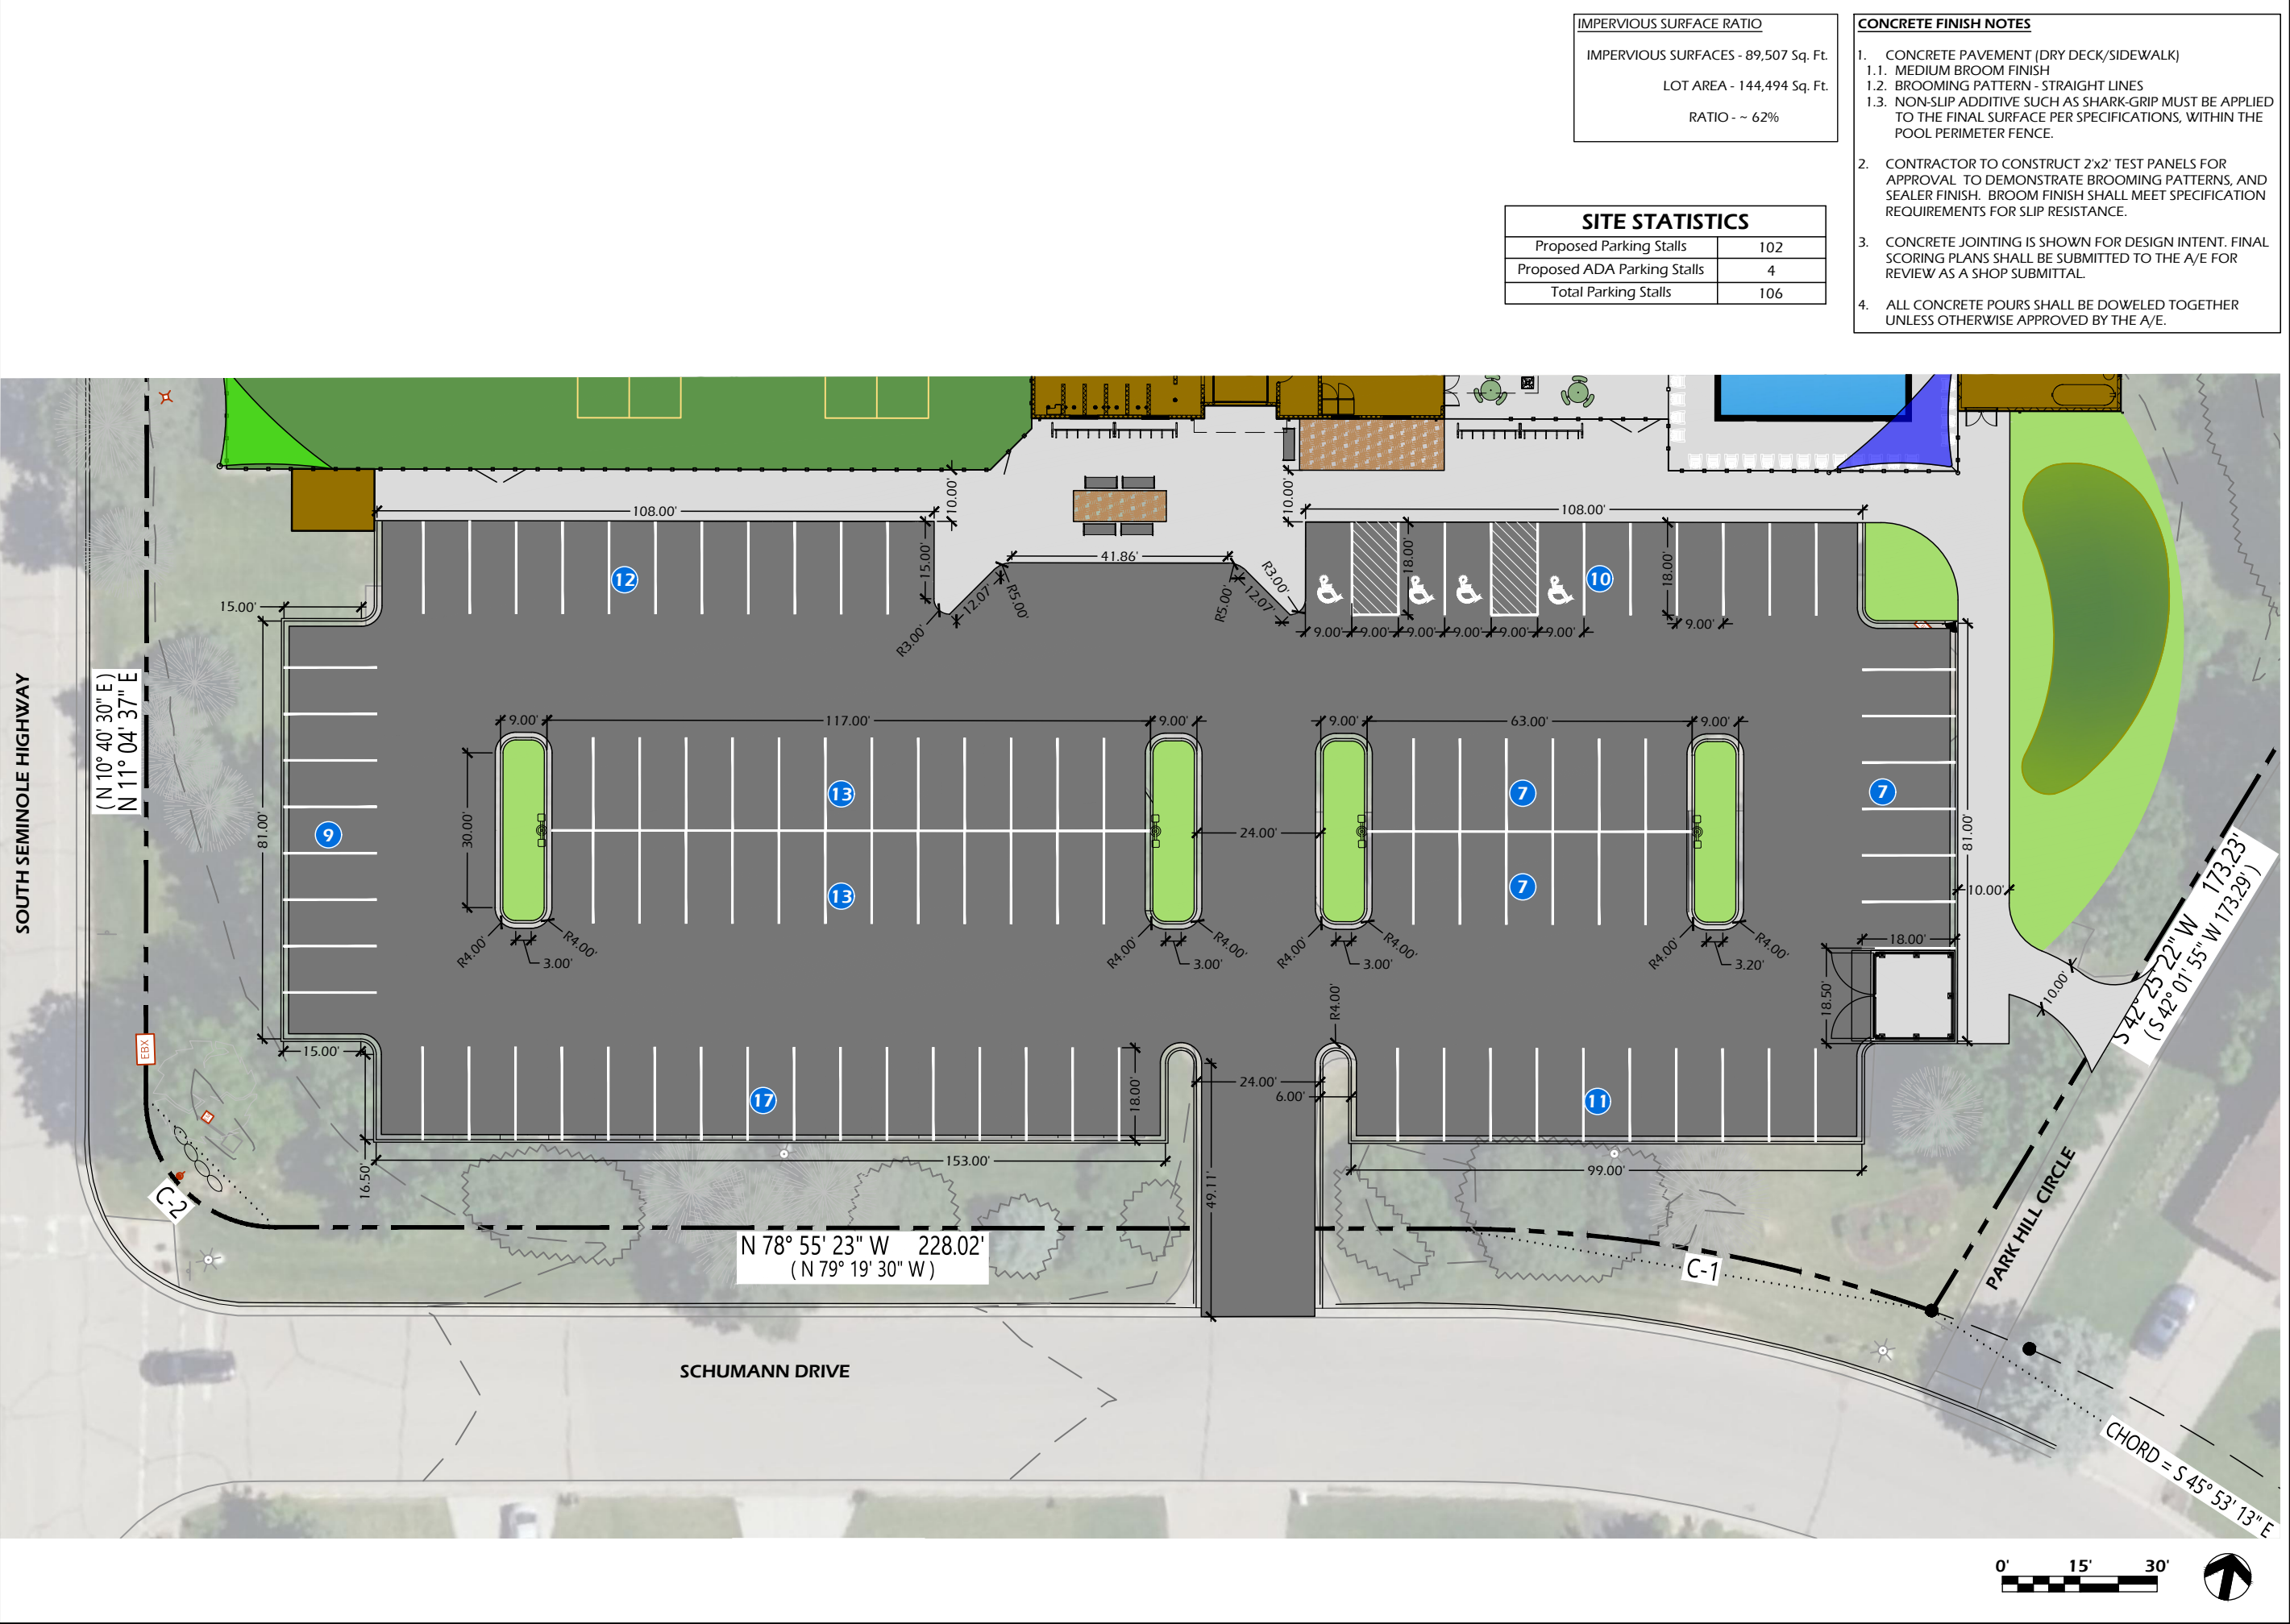 IMPERVIOUS SURFACE RATIO
IMPERVIOUS SURFACES - 89,507 Sq. Ft.
LOT AREA - 144,494 Sq. Ft.
RATIO - ~ 62%
CONCRETE FINISH NOTES
1. CONCRETE PAVEMENT (DRY DECK/SIDEWALK)
1.1. MEDIUM BROOM FINISH
1.2. BROOMING PATTERN - STRAIGHT LINES
1.3. NON-SLIP ADDITIVE SUCH AS SHARK-GRIP MUST BE APPLIED
TO THE FINAL SURFACE PER SPECIFICATIONS, WITHIN THE
POOL PERIMETER FENCE.
2. CONTRACTOR TO CONSTRUCT 2'x2' TEST PANELS FOR
APPROVAL TO DEMONSTRATE BROOMING PATTERNS, AND
SEALER FINISH. BROOM FINISH SHALL MEET SPECIFICATION
REQUIREMENTS FOR SLIP RESISTANCE.
3. CONCRETE JOINTING IS SHOWN FOR DESIGN INTENT. FINAL
SCORING PLANS SHALL BE SUBMITTED TO THE A/E FOR
REVIEW AS A SHOP SUBMITTAL.
4. ALL CONCRETE POURS SHALL BE DOWELED TOGETHER
UNLESS OTHERWISE APPROVED BY THE A/E.
SITE STATISTICS
Proposed Parking Stalls 102
Proposed ADA Parking Stalls 4
Total Parking Stalls 106
108.00'
10.00'
10.00'
108.00'
15.00'
41.86'
12.07'
R5.00'
R3.00'
R3.00'
12.07'
R5.00'
18.00'
18.00'
12
10
15.00'
9.00'
9.00'
9.00'
9.00'
9.00'
9.00'
9.00'
SOUTH SEMINOLE HIGHWAY
( N 10° 40' 30" E )
N 11° 04' 37" E
9.00'
117.00'
9.00'
9.00'
63.00'
9.00'
81.00'
9
30.00'
13
13
24.00'
7
7
7
81.00'
10.00'
18.00'
18.50'
R4.00'
R4.00'
3.00'
R4.00'
R4.00'
3.00'
R4.00'
R4.00'
3.00'
R4.00'
R4.00'
3.20'
10.00'
S 42° 25' 22" W 173.23'
( S 42° 01' 55" W 173.29' )
R4.00'
EBX
15.00'
17
18.00'
24.00'
6.00'
11
16.50'
153.00'
49.11'
99.00'
C-2
N 78° 55' 23" W 228.02'
( N 79° 19' 30" W )
C-1
PARK HILL CIRCLE
SCHUMANN DRIVE
CHORD = S 45° 53' 13" E
0' 15' 30'